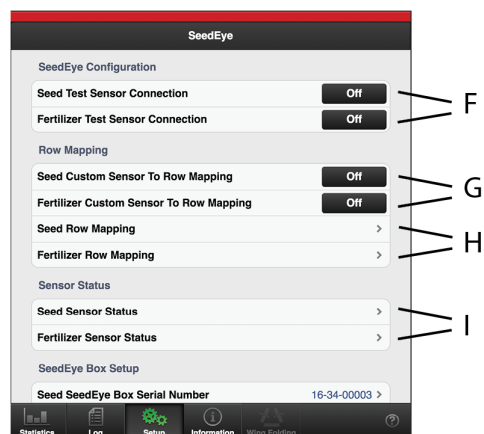 SeedEye
SeedEye Configuration
Seed Test Sensor Connection Off
Fertilizer Test Sensor Connection Off
F
Row Mapping
Seed Custom Sensor To Row Mapping Off
Fertilizer Custom Sensor To Row Mapping Off
G
Seed Row Mapping >
Fertilizer Row Mapping >
H
Sensor Status
Seed Sensor Status >
Fertilizer Sensor Status >
I
SeedEye Box Setup
Seed SeedEye Box Serial Number 16-34-00003 >
Statistics Log Setup Information Wing Folding ?